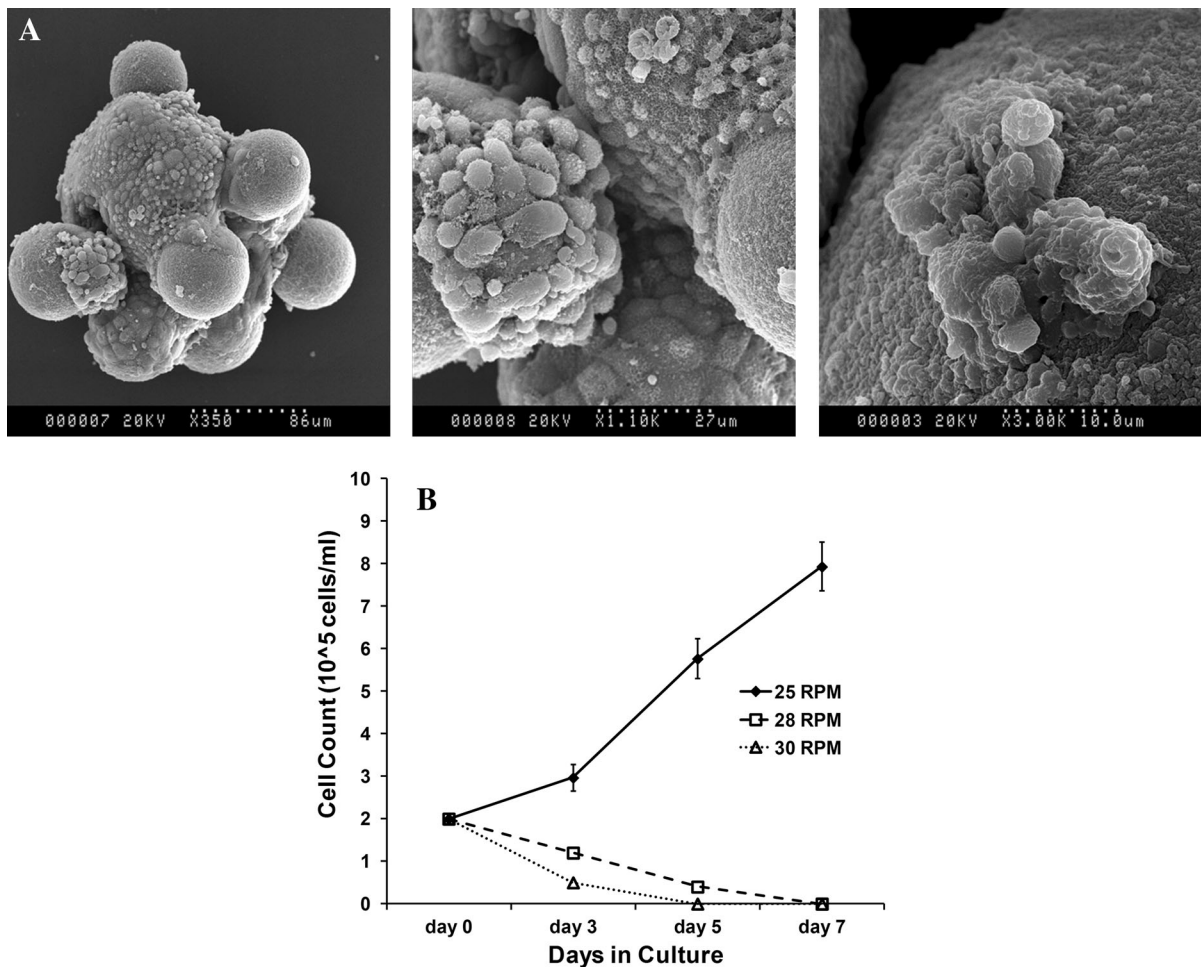 A
000007 20KV X350 86um
000008 20KV X1.10K 27um
000003 20KV X3.00K 10.0um
B
10
9
8
7
6
5
4
3
2
1
0
Cell Count (10^5 cells/ml)
25 RPM
28 RPM
30 RPM
day 0 day 3 day 5 day 7
Days in Culture